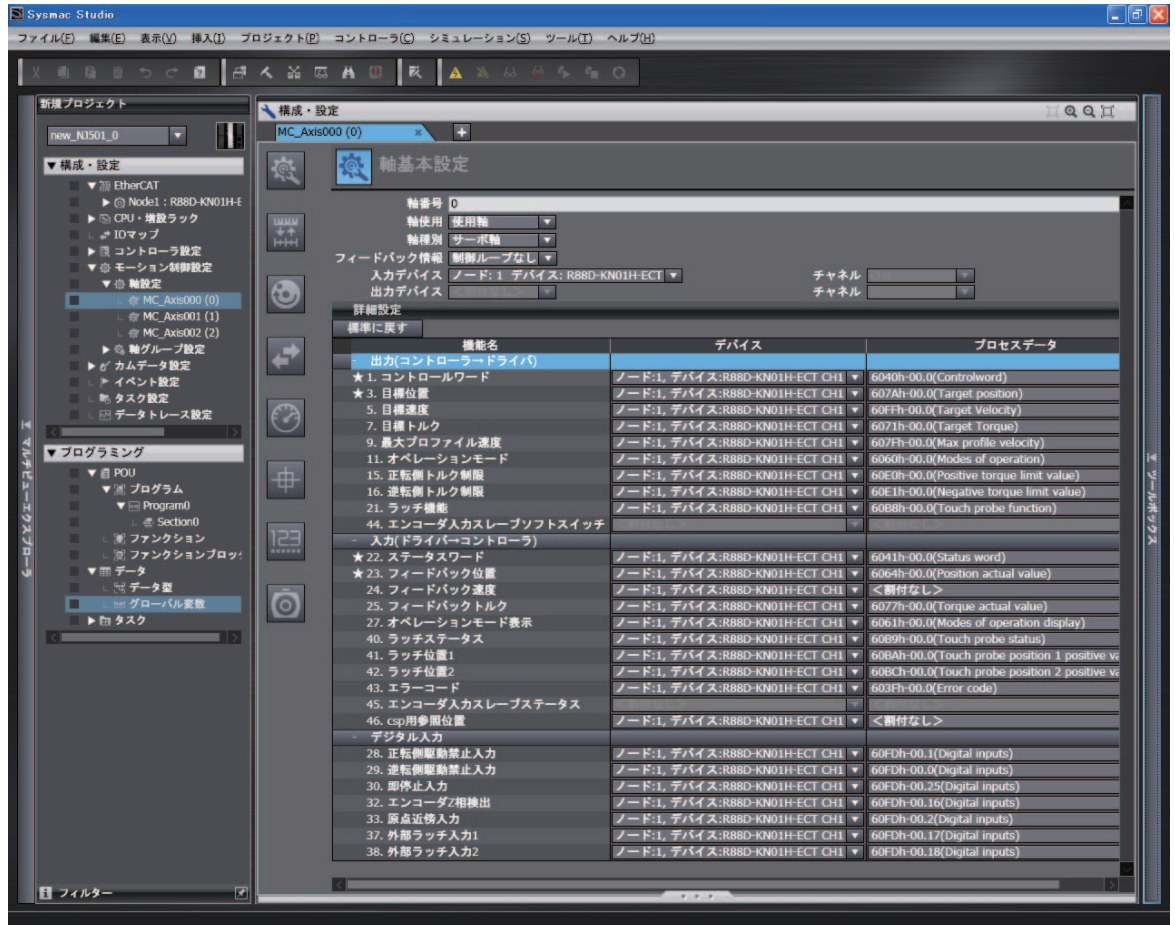 Sysmac Studio
ファイル(F) 編集(E) 表示(V) 挿入(I) プロジェクト(P) コントローラ(C) シミュレーション(S) ツール(T) ヘルプ(H)
マルチビューエクスプローラ
新規プロジェクト
new_NJ501_0
▼構成・設定
▼ EtherCAT
▶ Node1 : R88D-KN01H-E
▶ CPU・増設ラック
IOマップ
▶ コントローラ設定
▼ モーション制御設定
▼ 軸設定
MC_Axis000 (0)
MC_Axis001 (1)
MC_Axis002 (2)
▶ 軸グループ設定
▶ カムデータ設定
▶ イベント設定
タスク設定
データトレース設定
▼ プログラミング
▼ POU
▼ プログラム
▼ Program0
Section0
ファンクション
ファンクションブロック
▼ データ
データ型
グローバル変数
▶ タスク
フィルター
構成・設定
MC_Axis000 (0) × +
軸基本設定
軸番号 0
軸使用 使用軸
軸種別 サーボ軸
フィードバック情報 制御ループなし
入力デバイス ノード: 1 デバイス: R88D-KN01H-ECT チャネル CH1
出力デバイス <割付なし> チャネル
詳細設定
標準に戻す
機能名 デバイス プロセスデータ
- 出力(コントローラ→ドライバ)
★1. コントロールワード ノード:1, デバイス:R88D-KN01H-ECT CH1 6040h-00.0(Controlword)
★3. 目標位置 ノード:1, デバイス:R88D-KN01H-ECT CH1 607Ah-00.0(Target position)
5. 目標速度 ノード:1, デバイス:R88D-KN01H-ECT CH1 60FFh-00.0(Target Velocity)
7. 目標トルク ノード:1, デバイス:R88D-KN01H-ECT CH1 6071h-00.0(Target Torque)
9. 最大プロファイル速度 ノード:1, デバイス:R88D-KN01H-ECT CH1 607Fh-00.0(Max profile velocity)
11. オペレーションモード ノード:1, デバイス:R88D-KN01H-ECT CH1 6060h-00.0(Modes of operation)
15. 正転側トルク制限 ノード:1, デバイス:R88D-KN01H-ECT CH1 60E0h-00.0(Positive torque limit value)
16. 逆転側トルク制限 ノード:1, デバイス:R88D-KN01H-ECT CH1 60E1h-00.0(Negative torque limit value)
21. ラッチ機能 ノード:1, デバイス:R88D-KN01H-ECT CH1 60B8h-00.0(Touch probe function)
44. エンコーダ入力スレーブソフトスイッチ <割付なし> <割付なし>
- 入力(ドライバ→コントローラ)
★22. ステータスワード ノード:1, デバイス:R88D-KN01H-ECT CH1 6041h-00.0(Status word)
★23. フィードバック位置 ノード:1, デバイス:R88D-KN01H-ECT CH1 6064h-00.0(Position actual value)
24. フィードバック速度 ノード:1, デバイス:R88D-KN01H-ECT CH1 <割付なし>
25. フィードバックトルク ノード:1, デバイス:R88D-KN01H-ECT CH1 6077h-00.0(Torque actual value)
27. オペレーションモード表示 ノード:1, デバイス:R88D-KN01H-ECT CH1 6061h-00.0(Modes of operation display)
40. ラッチステータス ノード:1, デバイス:R88D-KN01H-ECT CH1 60B9h-00.0(Touch probe status)
41. ラッチ位置1 ノード:1, デバイス:R88D-KN01H-ECT CH1 60BAh-00.0(Touch probe position 1 positive va
42. ラッチ位置2 ノード:1, デバイス:R88D-KN01H-ECT CH1 60BCh-00.0(Touch probe position 2 positive va
43. エラーコード ノード:1, デバイス:R88D-KN01H-ECT CH1 603Fh-00.0(Error code)
45. エンコーダ入力スレーブステータス <割付なし> <割付なし>
46. csp用参照位置 ノード:1, デバイス:R88D-KN01H-ECT CH1 <割付なし>
- デジタル入力
28. 正転側駆動禁止入力 ノード:1, デバイス:R88D-KN01H-ECT CH1 60FDh-00.1(Digital inputs)
29. 逆転側駆動禁止入力 ノード:1, デバイス:R88D-KN01H-ECT CH1 60FDh-00.0(Digital inputs)
30. 即停止入力 ノード:1, デバイス:R88D-KN01H-ECT CH1 60FDh-00.25(Digital inputs)
32. エンコーダZ相検出 ノード:1, デバイス:R88D-KN01H-ECT CH1 60FDh-00.16(Digital inputs)
33. 原点近傍入力 ノード:1, デバイス:R88D-KN01H-ECT CH1 60FDh-00.2(Digital inputs)
37. 外部ラッチ入力1 ノード:1, デバイス:R88D-KN01H-ECT CH1 60FDh-00.17(Digital inputs)
38. 外部ラッチ入力2 ノード:1, デバイス:R88D-KN01H-ECT CH1 60FDh-00.18(Digital inputs)
ツールボックス